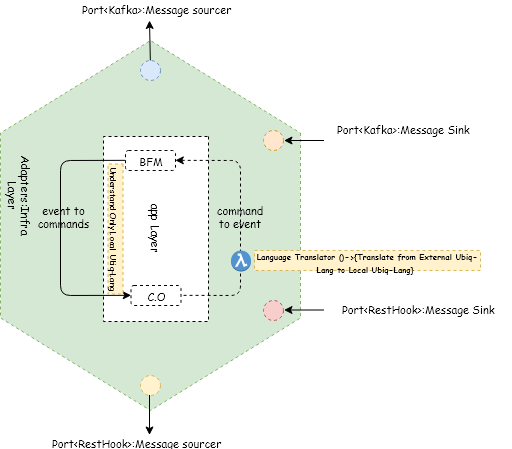 Port<Kafka>:Message sourcer
Port<Kafka>:Message Sink
Adapters:Infra
Layer
BFM
event to
commands
Understand Only:Local Ubiq-Lang
app Layer
command
to event
λ
Language Translator ()->{Translate from External Ubiq-
Lang to Local Ubiq-Lang}
C.O
Port<RestHook>:Message Sink
Port<RestHook>:Message sourcer